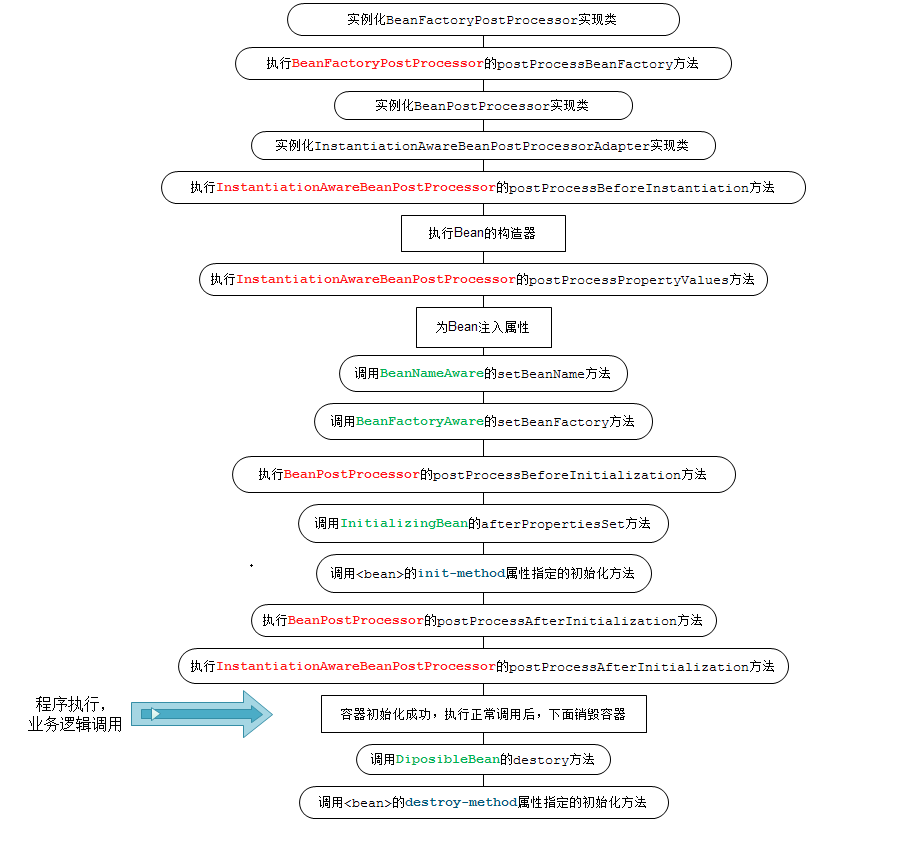 实例化BeanFactoryPostProcessor实现类
执行BeanFactoryPostProcessor的postProcessBeanFactory方法
实例化BeanPostProcessor实现类
实例化InstantiationAwareBeanPostProcessorAdapter实现类
执行InstantiationAwareBeanPostProcessor的postProcessBeforeInstantiation方法
执行Bean的构造器
执行InstantiationAwareBeanPostProcessor的postProcessPropertyValues方法
为Bean注入属性
调用BeanNameAware的setBeanName方法
调用BeanFactoryAware的setBeanFactory方法
执行BeanPostProcessor的postProcessBeforeInitialization方法
调用InitializingBean的afterPropertiesSet方法
调用<bean>的init-method属性指定的初始化方法
执行BeanPostProcessor的postProcessAfterInitialization方法
执行InstantiationAwareBeanPostProcessor的postProcessAfterInitialization方法
程序执行，
业务逻辑调用
容器初始化成功，执行正常调用后，下面销毁容器
调用DiposibleBean的destory方法
调用<bean>的destroy-method属性指定的初始化方法